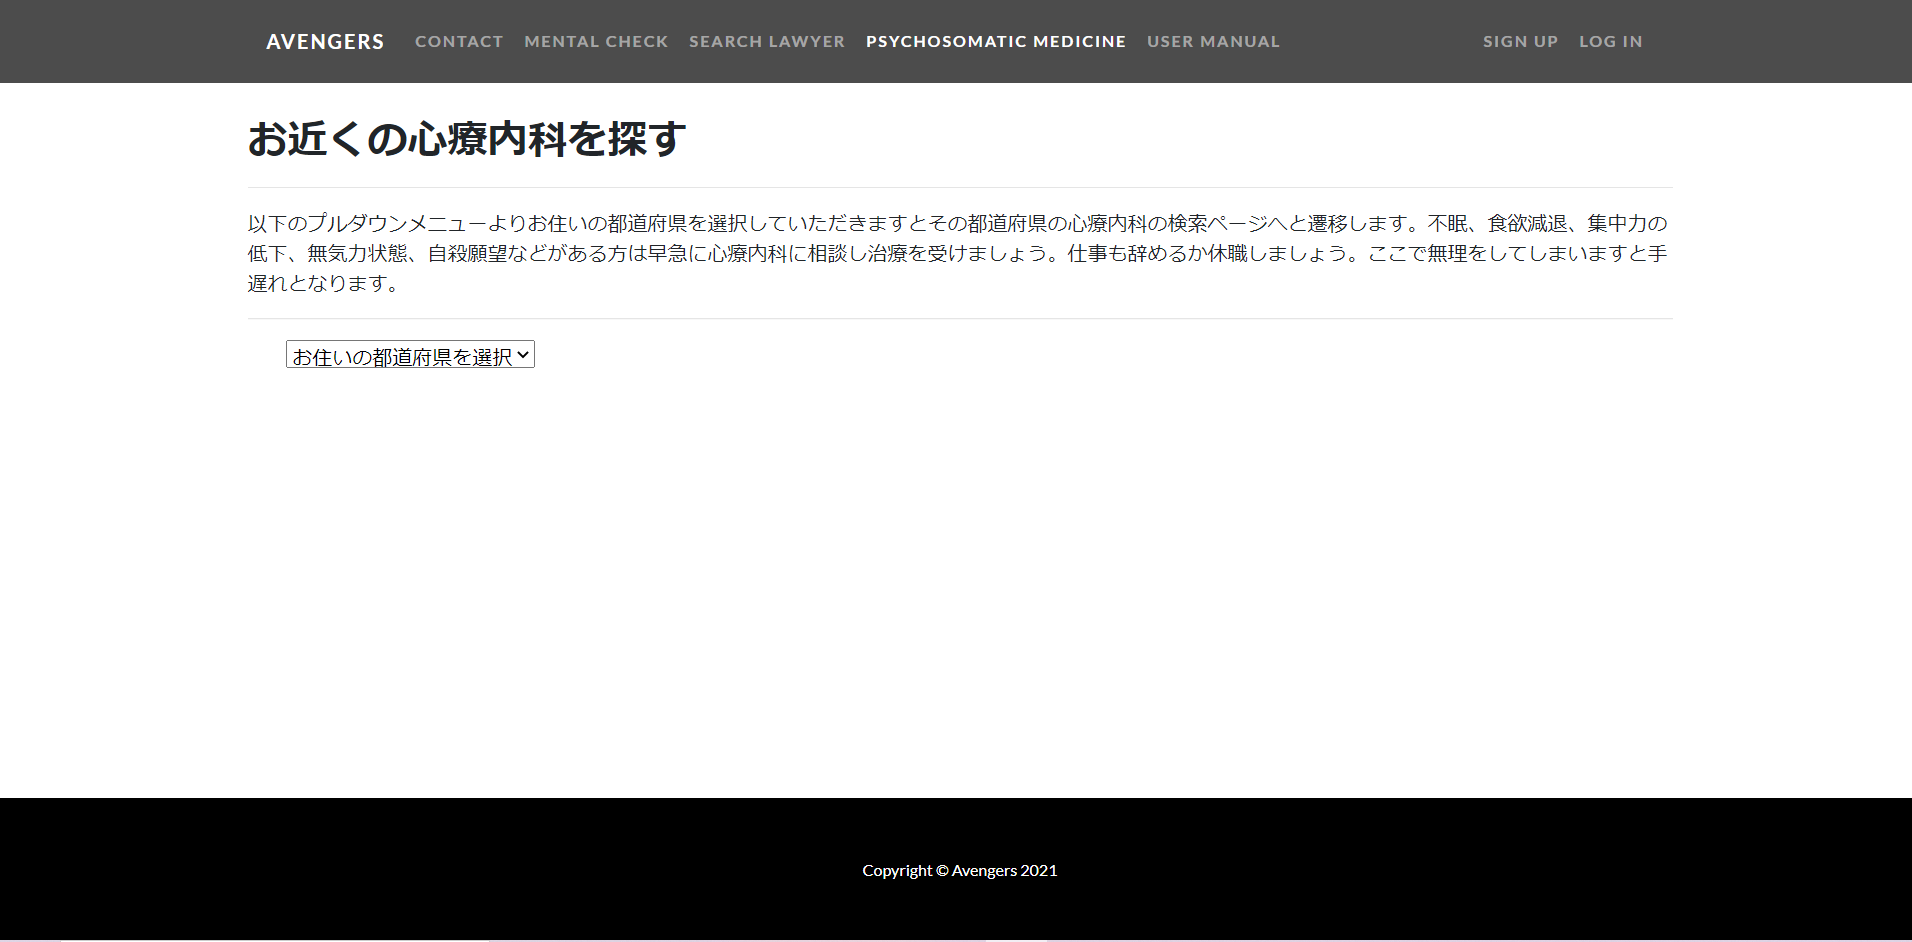 AVENGERS CONTACT MENTAL CHECK SEARCH LAWYER PSYCHOSOMATIC MEDICINE USER MANUAL SIGN UP LOG IN
お近くの心療内科を探す
以下のプルダウンメニューよりお住いの都道府県を選択していただきますとその都道府県の心療内科の検索ページへと遷移します。不眠、食欲減退、集中力の
低下、無気力状態、自殺願望などがある方は早急に心療内科に相談し治療を受けましょう。仕事も辞めるか休職しましょう。ここで無理をしてしまいますと手
遅れとなります。
お住いの都道府県を選択
Copyright © Avengers 2021